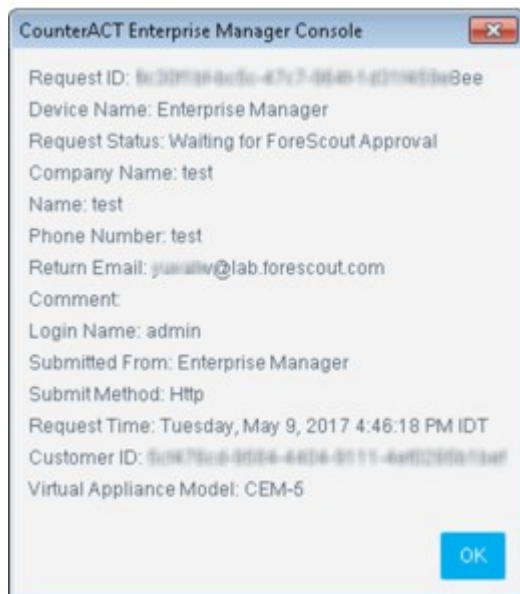 CounterACT Enterprise Manager Console
Request ID: 8ee
Device Name: Enterprise Manager
Request Status: Waiting for ForeScout Approval
Company Name: test
Name: test
Phone Number: test
Return Email: @lab.forescout.com
Comment:
Login Name: admin
Submitted From: Enterprise Manager
Submit Method: Http
Request Time: Tuesday, May 9, 2017 4:46:18 PM IDT
Customer ID:
Virtual Appliance Model: CEM-5
OK